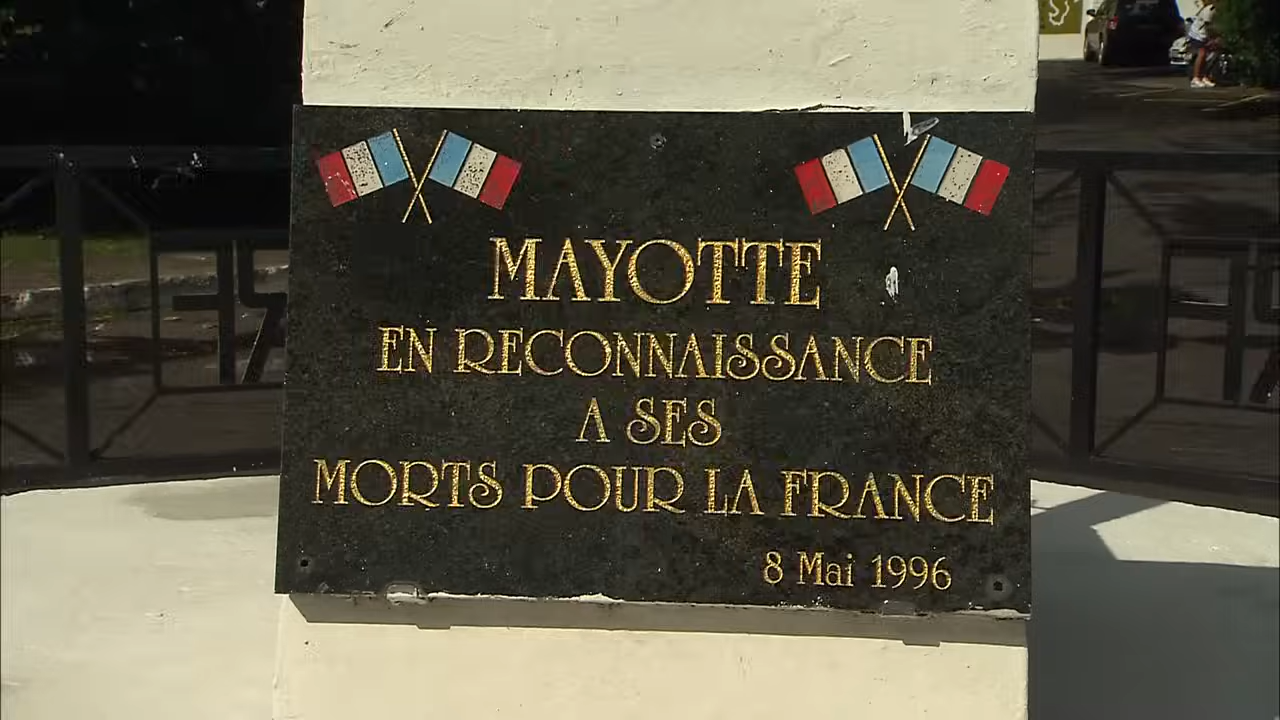 MAYOTTE
EN RECONNAISSANCE
A SES
MORTS POUR LA FRANCE
8 Mai 1996